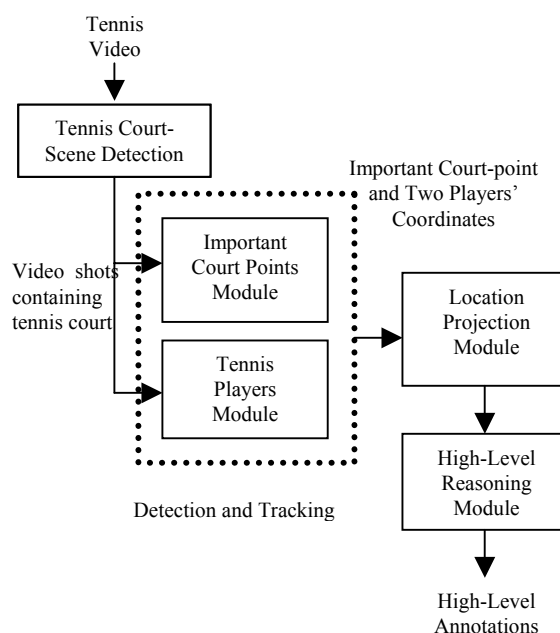 Tennis
Video
Tennis Court-
Scene Detection
Important Court-point
and Two Players'
Coordinates
Important
Court Points
Module
Video shots
containing
tennis court
Location
Projection
Module
Tennis
Players
Module
High-Level
Reasoning
Module
Detection and Tracking
High-Level
Annotations